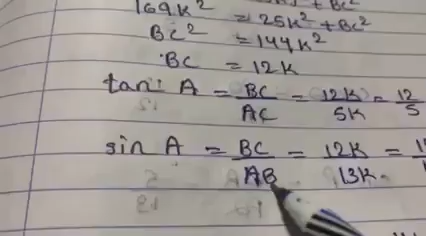 169K² = 25K² + BC²
BC² = 144K²
BC = 12K
tan A = BC/AC = 12K/5K = 12/5
sin A = BC/AB = 12K/13K =